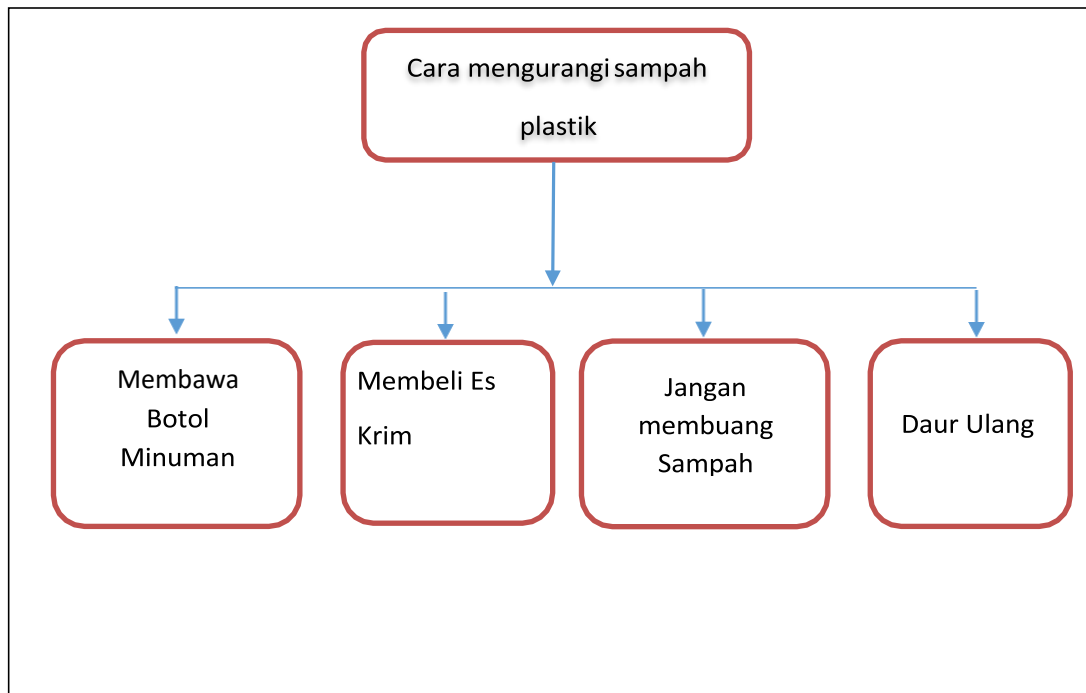 Cara mengurangi sampah
plastik
Membawa
Botol
Minuman
Membeli Es
Krim
Jangan
membuang
Sampah
Daur Ulang